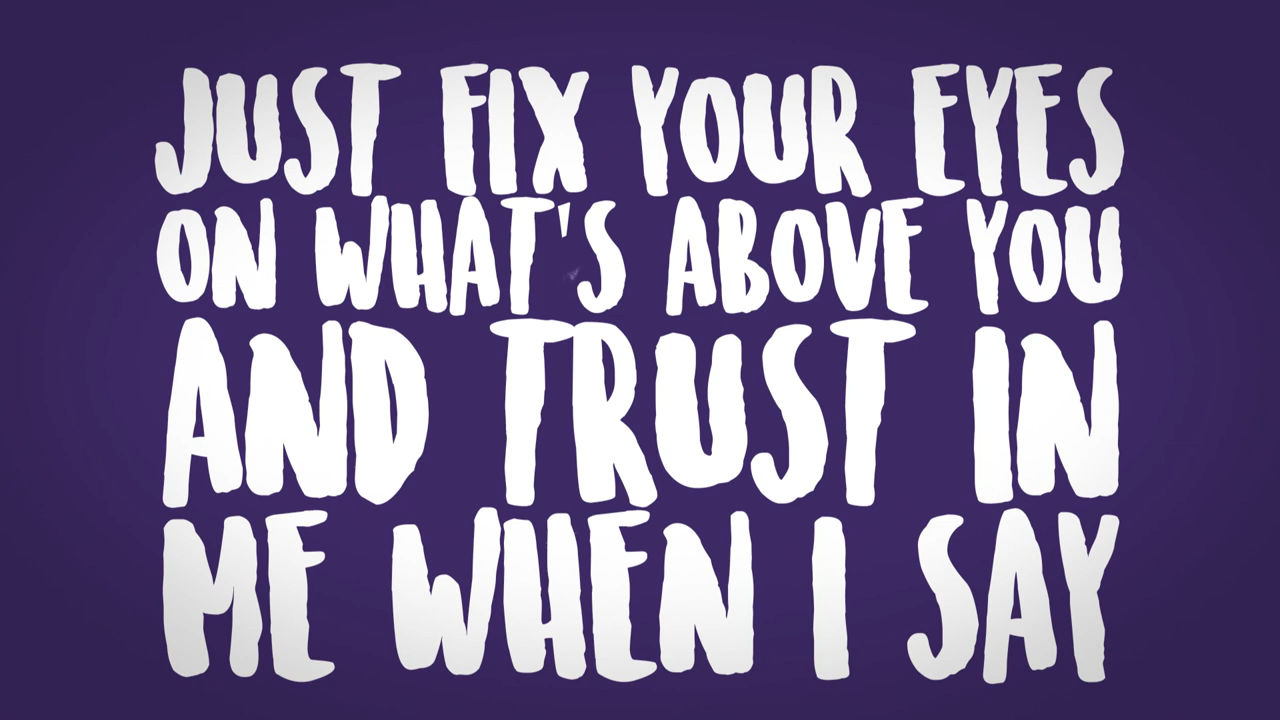 JUST FIX YOUR EYES
ON WHAT'S ABOVE YOU
AND TRUST IN
ME WHEN I SAY